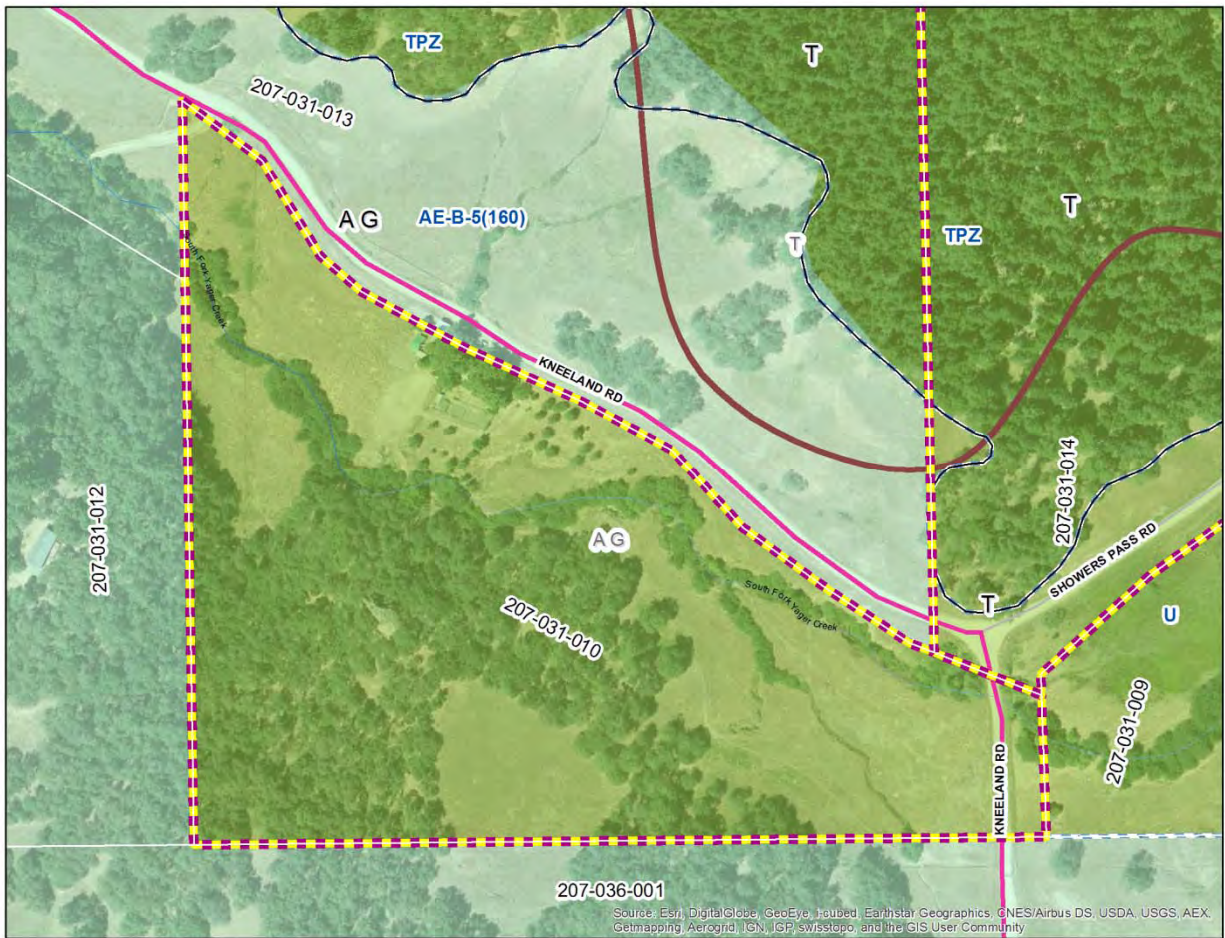 TPZ
T
207-031-013
T
A G
AE-B-5(160)
T
TPZ
South Fork Yager Creek
KNEELAND RD
207-031-012
207-031-014
A G
SHOWERS PASS RD
South Fork Yager Creek
T
U
207-031-010
207-031-009
KNEELAND RD
207-036-001
Source: Esri, DigitalGlobe, GeoEye, i-cubed, Earthstar Geographics, CNES/Airbus DS, USDA, USGS, AEX,
Getmapping, Aerogrid, IGN, IGP, swisstopo, and the GIS User Community